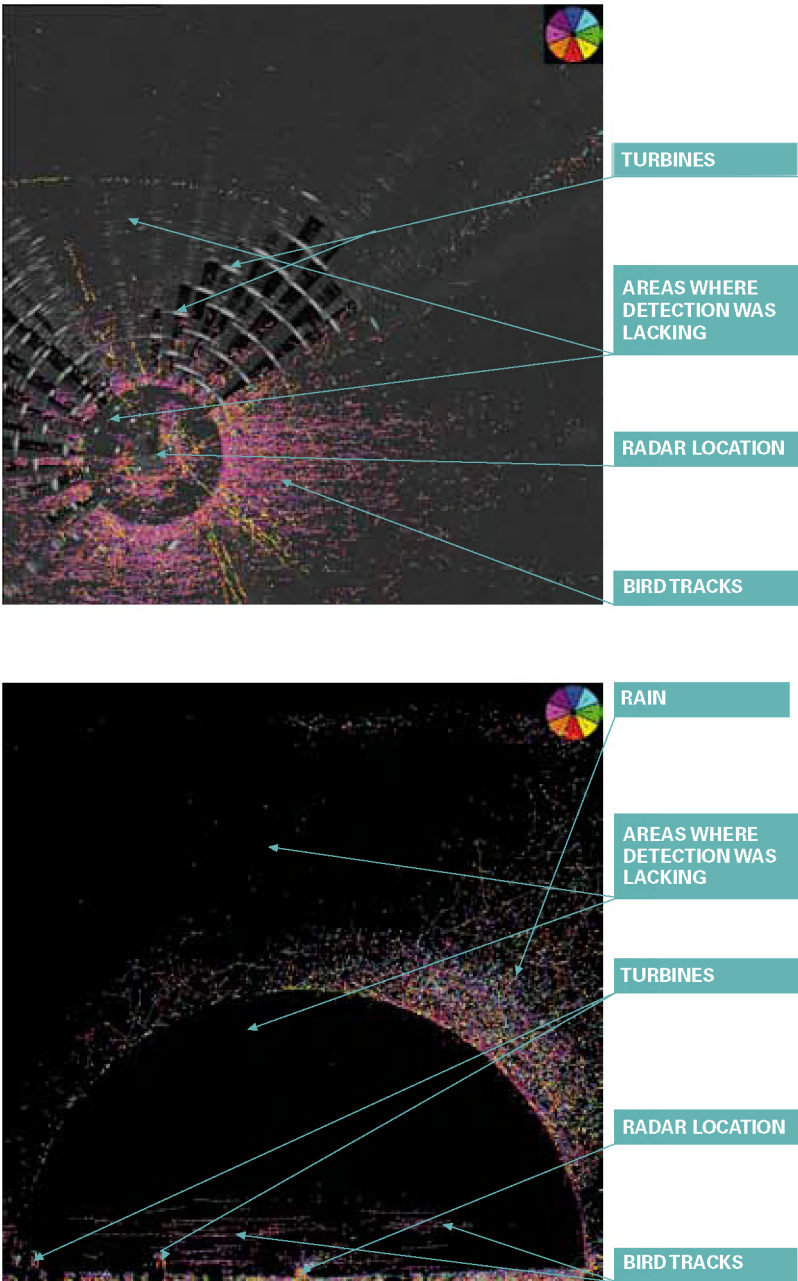 TURBINES
AREAS WHERE
DETECTION WAS
LACKING
RADAR LOCATION
BIRD TRACKS
RAIN
AREAS WHERE
DETECTION WAS
LACKING
TURBINES
RADAR LOCATION
BIRD TRACKS